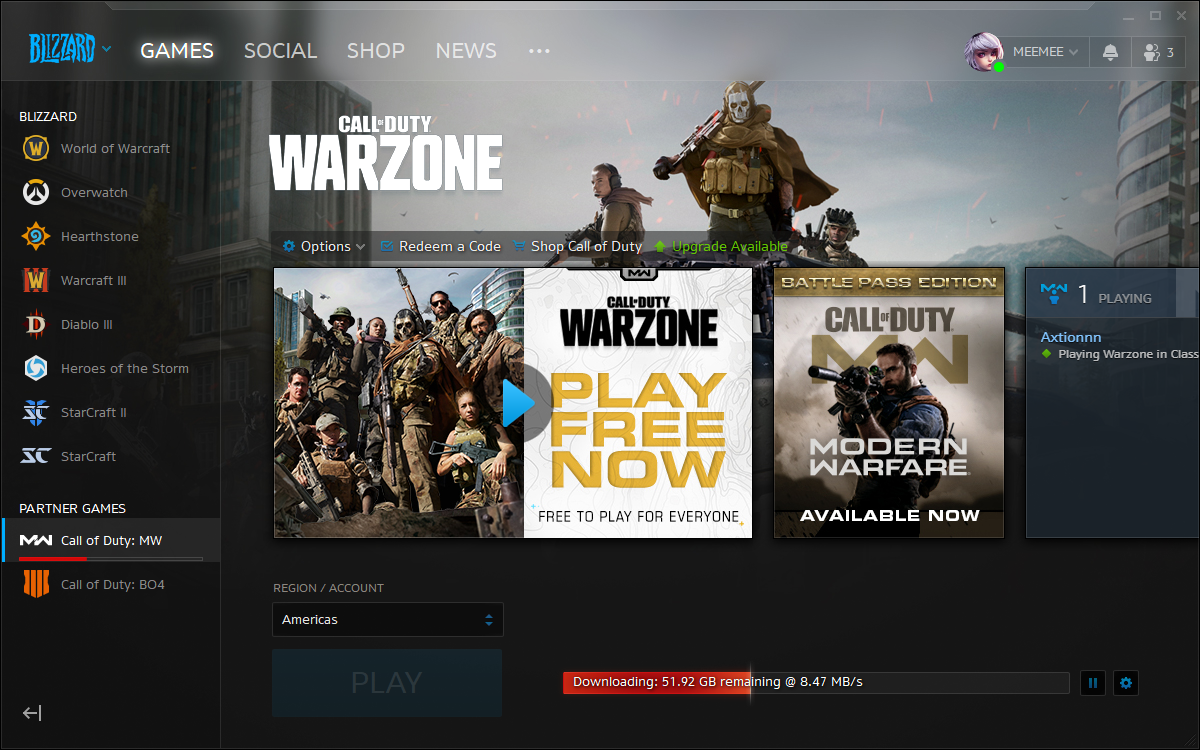 BLIZZARD
GAMES
SOCIAL
SHOP
NEWS
MEEMEE
3
BLIZZARD
World of Warcraft
Overwatch
Hearthstone
Warcraft III
Diablo III
Heroes of the Storm
StarCraft II
StarCraft
PARTNER GAMES
Call of Duty: MW
Call of Duty: BO4
CALL OF DUTY
WARZONE
Options
Redeem a Code
Shop Call of Duty
Upgrade Available
MW
CALL OF DUTY
WARZONE
PLAY
FREE
NOW
FREE TO PLAY FOR EVERYONE
BATTLE PASS EDITION
CALL OF DUTY
MW
MODERN
WARFARE
AVAILABLE NOW
1 PLAYING
Axtionnn
Playing Warzone in Class
REGION / ACCOUNT
Americas
PLAY
Downloading: 51.92 GB remaining @ 8.47 MB/s